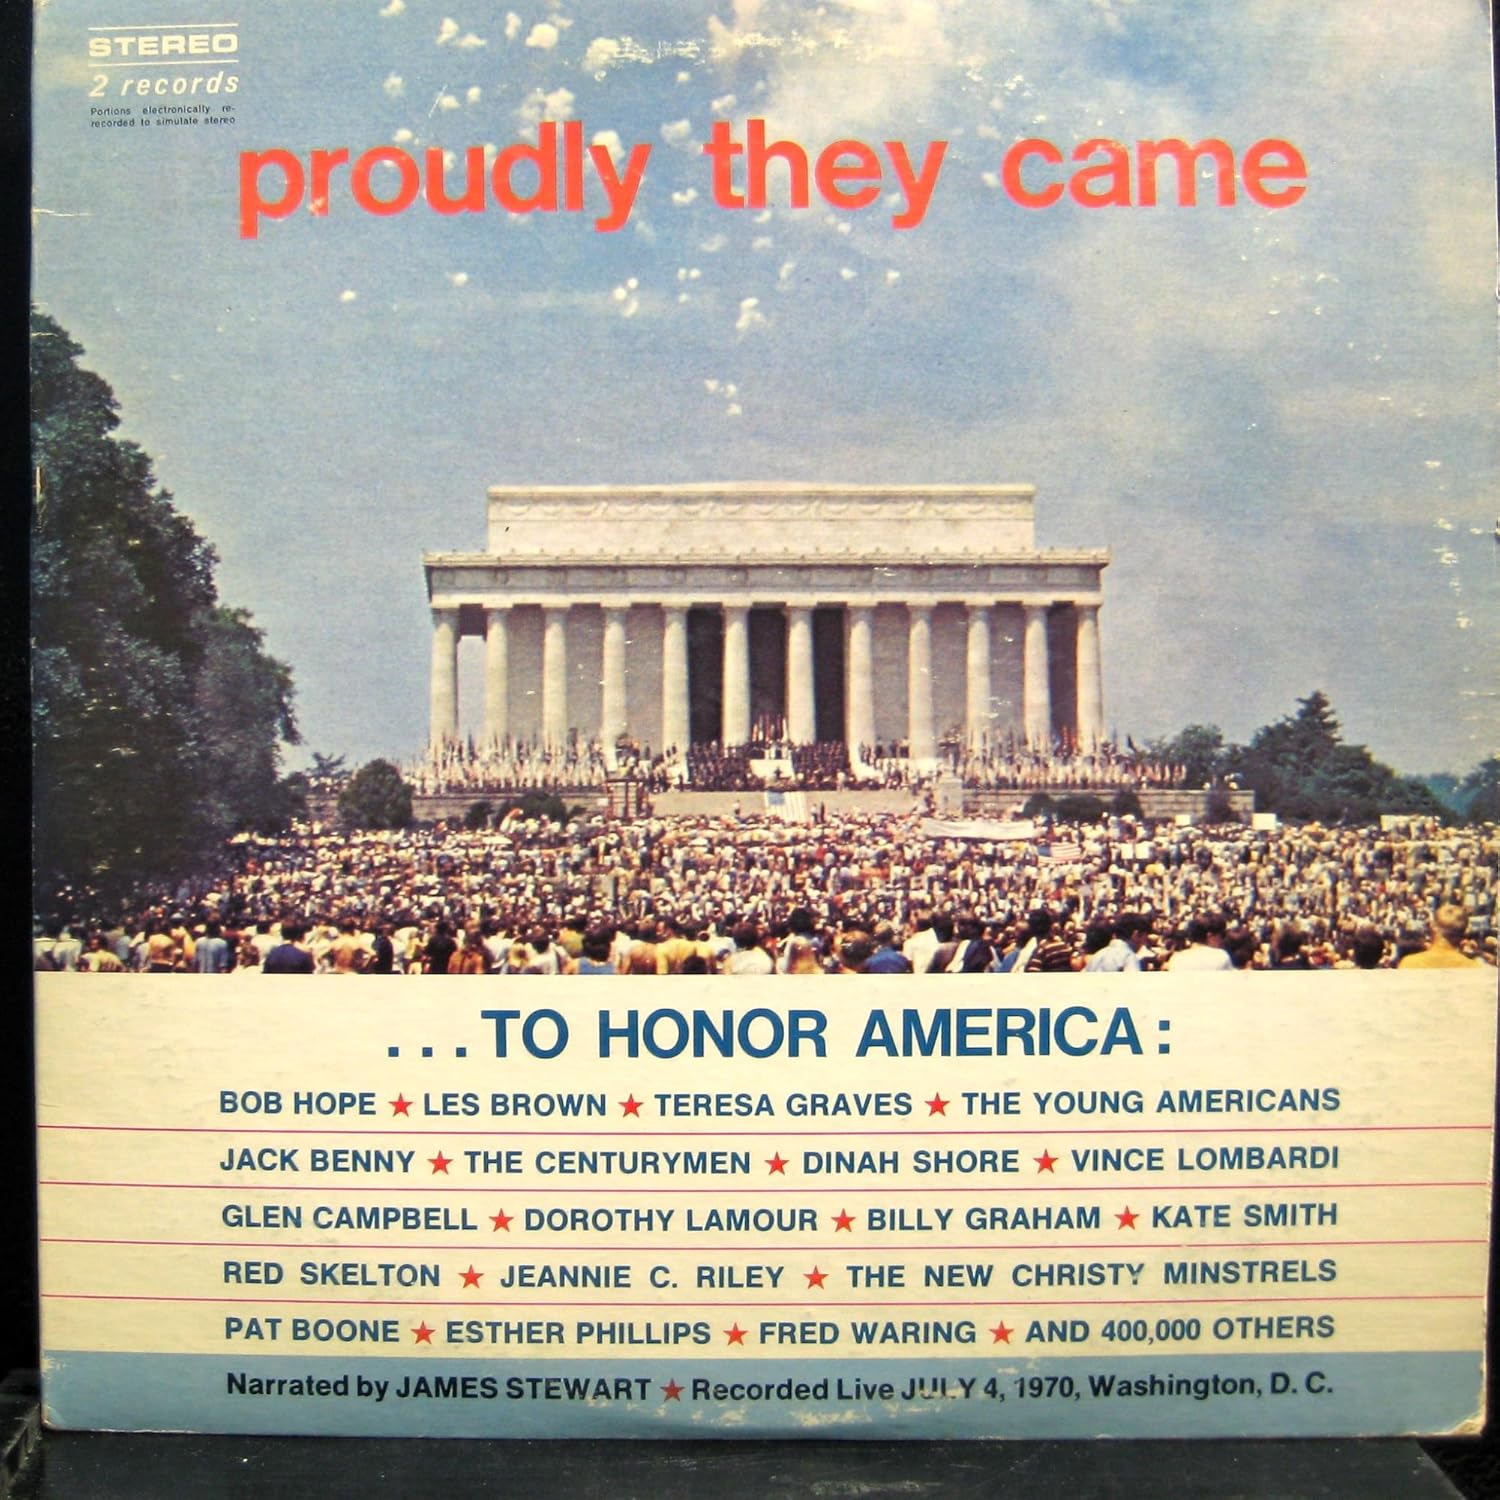 STEREO
2 records
Portions electronically re-
recorded to simulate stereo
proudly they came
...TO HONOR AMERICA:
BOB HOPE ★ LES BROWN ★ TERESA GRAVES ★ THE YOUNG AMERICANS
JACK BENNY ★ THE CENTURYMEN ★ DINAH SHORE ★ VINCE LOMBARDI
GLEN CAMPBELL ★ DOROTHY LAMOUR ★ BILLY GRAHAM ★ KATE SMITH
RED SKELTON ★ JEANNIE C. RILEY ★ THE NEW CHRISTY MINSTRELS
PAT BOONE ★ ESTHER PHILLIPS ★ FRED WARING ★ AND 400,000 OTHERS
Narrated by JAMES STEWART ★ Recorded Live JULY 4, 1970, Washington, D. C.